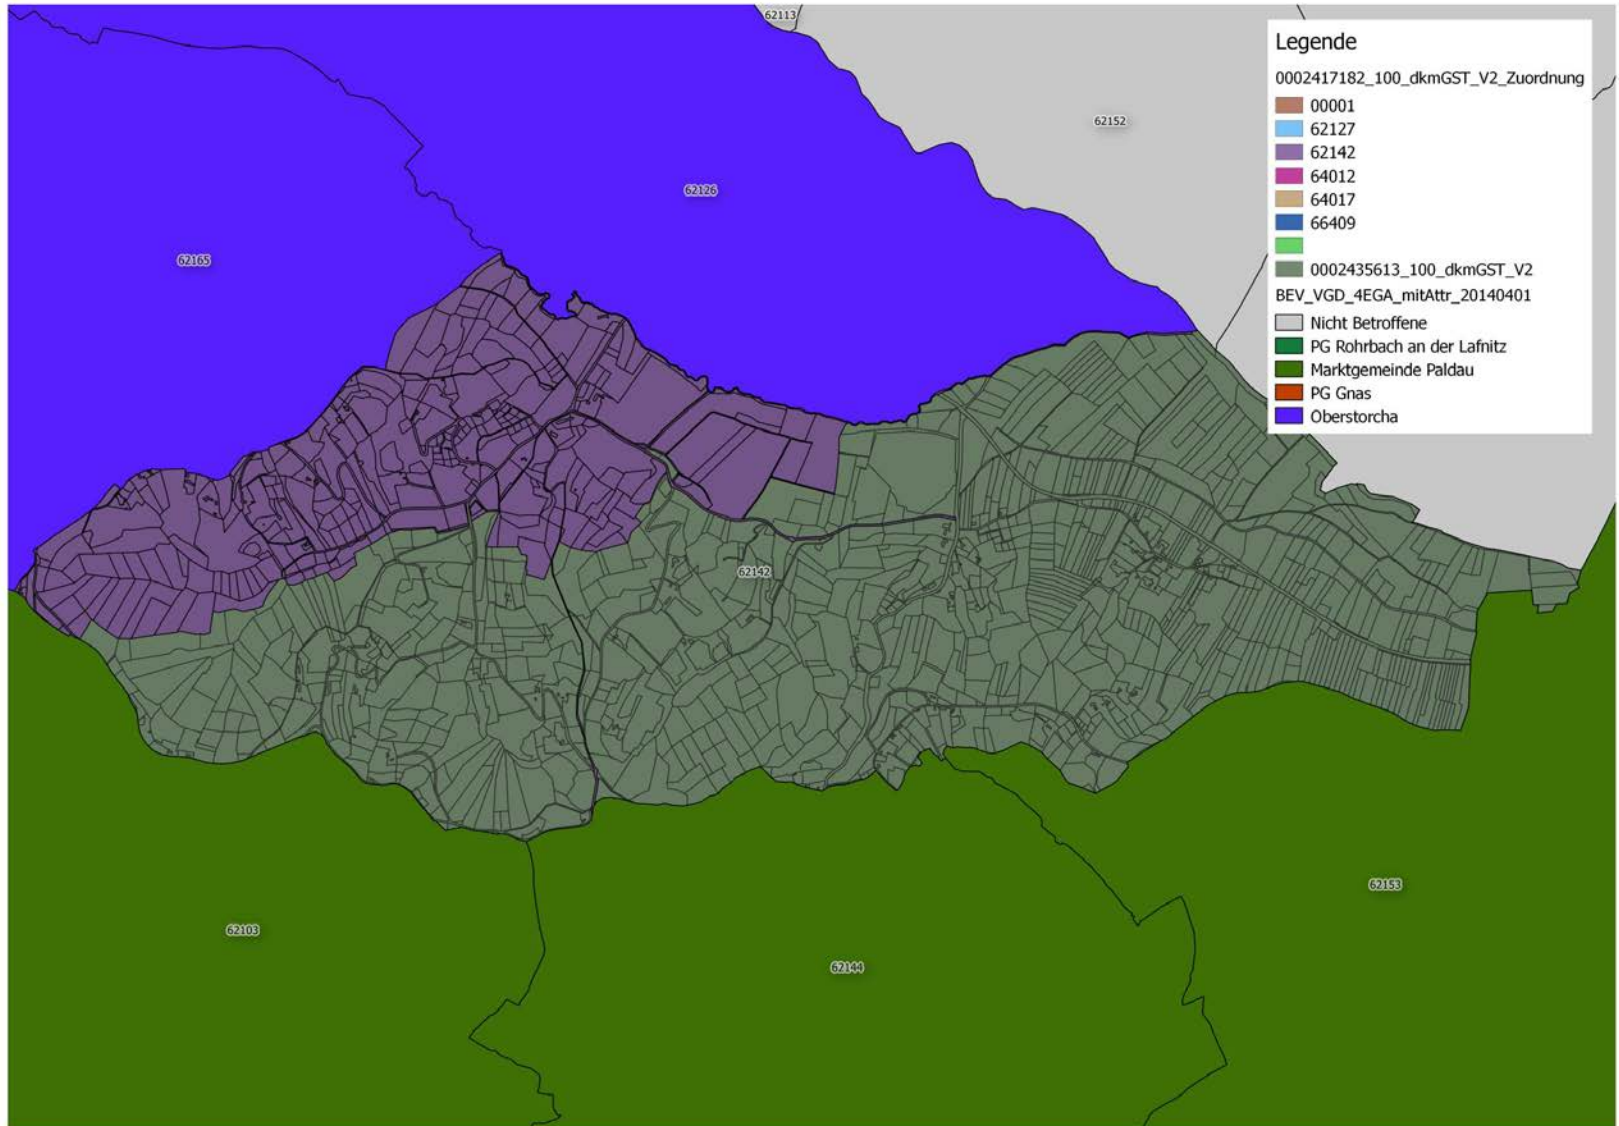 62113
Legende
0002417182_100_dkmGST_V2_Zuordnung
00001
62127
62142
64012
64017
66409
0002435613_100_dkmGST_V2
BEV_VGD_4EGA_mitAttr_20140401
Nicht Betroffene
PG Rohrbach an der Lafnitz
Marktgemeinde Paldau
PG Gnas
Oberstorcha
62152
62126
62165
62142
62153
62103
62144